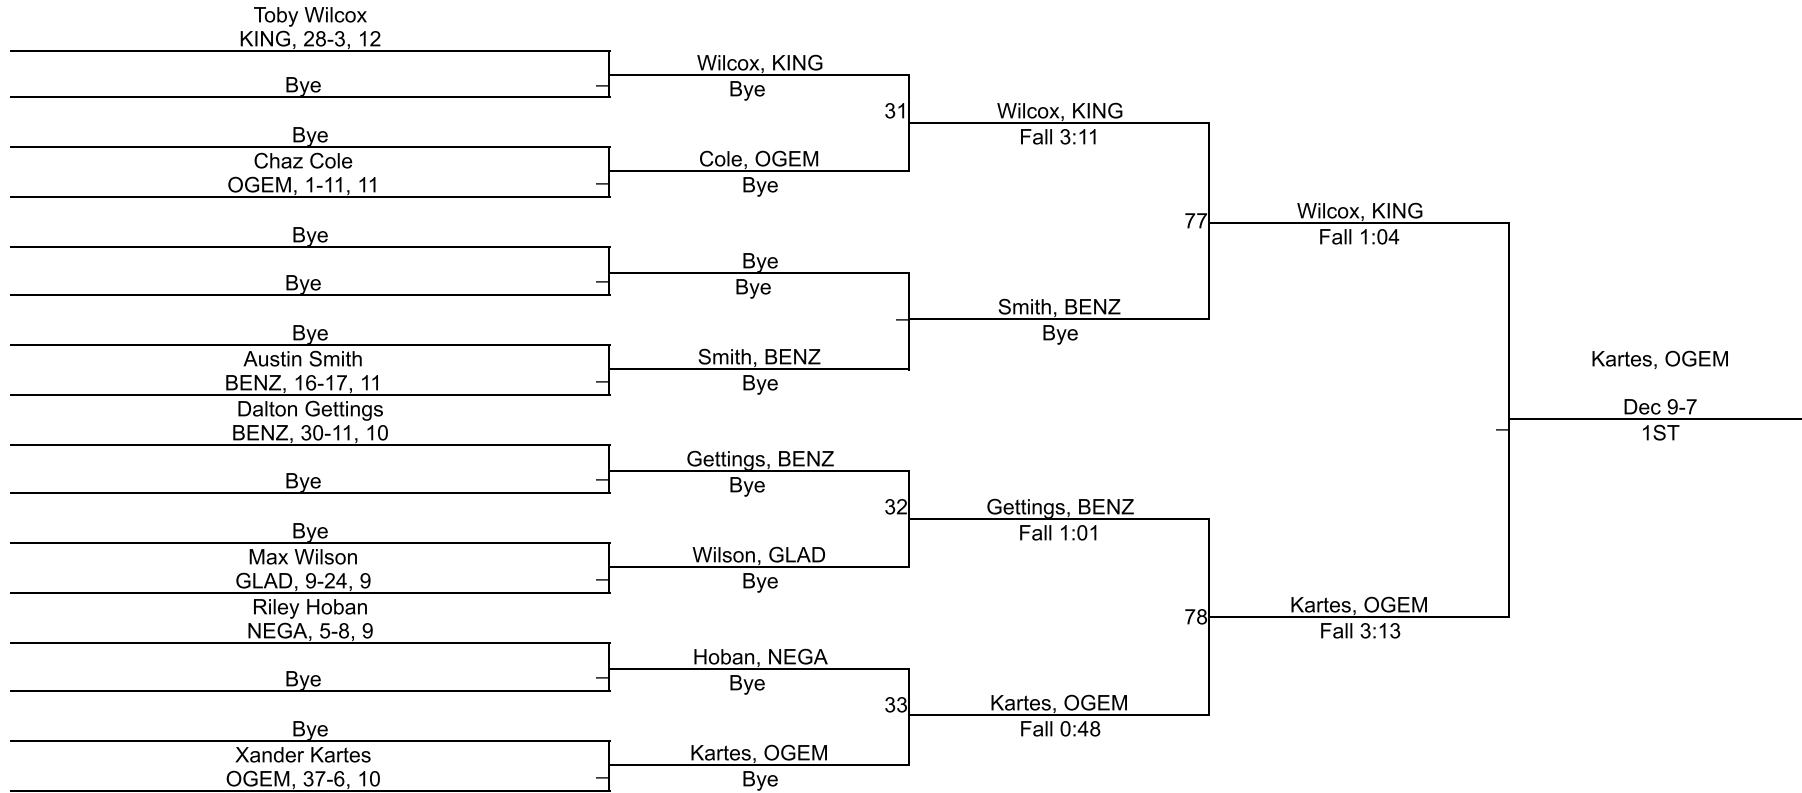 Toby Wilcox
KING, 28-3, 12
Bye
Bye
Chaz Cole
OGEM, 1-11, 11
Bye
Bye
Bye
Austin Smith
BENZ, 16-17, 11
Dalton Gettings
BENZ, 30-11, 10
Bye
Bye
Max Wilson
GLAD, 9-24, 9
Riley Hoban
NEGA, 5-8, 9
Bye
Bye
Xander Kartes
OGEM, 37-6, 10
Wilcox, KING
Bye
31
Cole, OGEM
Bye
Bye
Bye
Smith, BENZ
Bye
Gettings, BENZ
Bye
32
Wilson, GLAD
Bye
Hoban, NEGA
Bye
33
Kartes, OGEM
Bye
Wilcox, KING
Fall 3:11
77
Smith, BENZ
Bye
Gettings, BENZ
Fall 1:01
78
Kartes, OGEM
Fall 0:48
Wilcox, KING
Fall 1:04
Kartes, OGEM
Fall 3:13
Kartes, OGEM
Dec 9-7
1ST